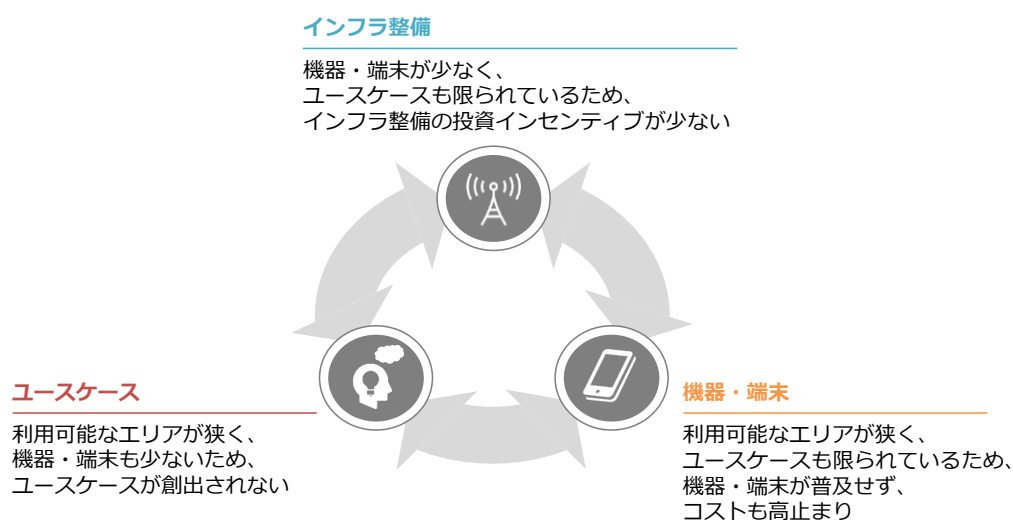 インフラ整備
機器・端末が少なく、
ユースケースも限られているため、
インフラ整備の投資インセンティブが少ない
ユースケース
利用可能なエリアが狭く、
機器・端末も少ないため、
ユースケースが創出されない
機器・端末
利用可能なエリアが狭く、
ユースケースも限られているため、
機器・端末が普及せず、
コストも高止まり